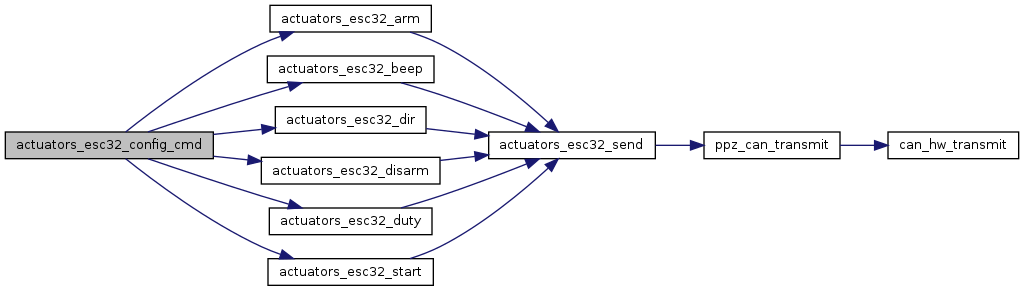 actuators_esc32_config_cmd
actuators_esc32_arm
actuators_esc32_beep
actuators_esc32_dir
actuators_esc32_disarm
actuators_esc32_duty
actuators_esc32_start
actuators_esc32_send
ppz_can_transmit
can_hw_transmit